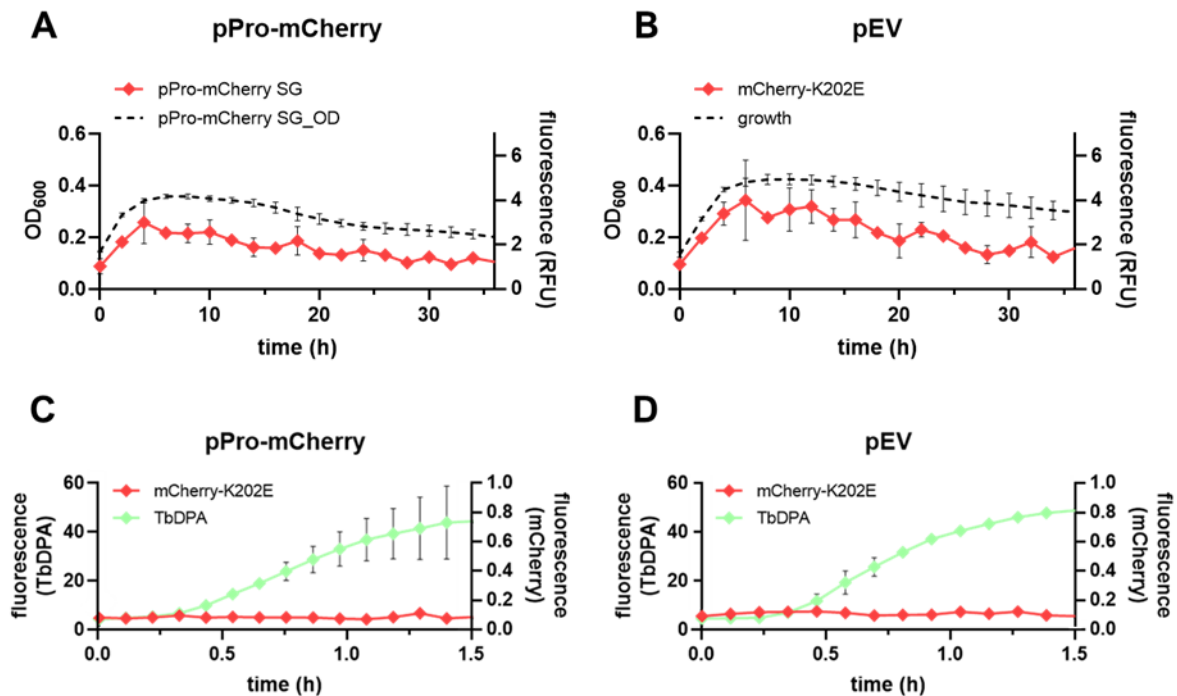 A
pPro-mCherry
pPro-mCherry SG
pPro-mCherry SG_OD
OD600
0.6
0.4
0.2
0.0
fluorescence (RFU)
6
4
2
0
0 10 20 30
time (h)
B
pEV
mCherry-K202E
growth
OD600
0.6
0.4
0.2
0.0
fluorescence (RFU)
6
4
2
0
0 10 20 30
time (h)
C
pPro-mCherry
mCherry-K202E
TbDPA
fluorescence
(TbDPA)
60
40
20
0
fluorescence
(mCherry)
1.0
0.8
0.6
0.4
0.2
0.0
0.0 0.5 1.0 1.5
time (h)
D
pEV
mCherry-K202E
TbDPA
fluorescence
(TbDPA)
60
40
20
0
fluorescence
(mCherry)
1.0
0.8
0.6
0.4
0.2
0.0
0.0 0.5 1.0 1.5
time (h)